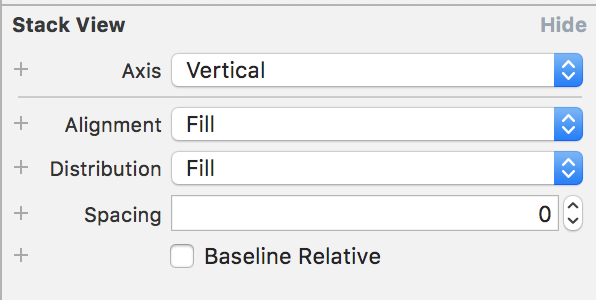 Stack View Hide
Axis Vertical
Alignment Fill
Distribution Fill
Spacing 0
Baseline Relative